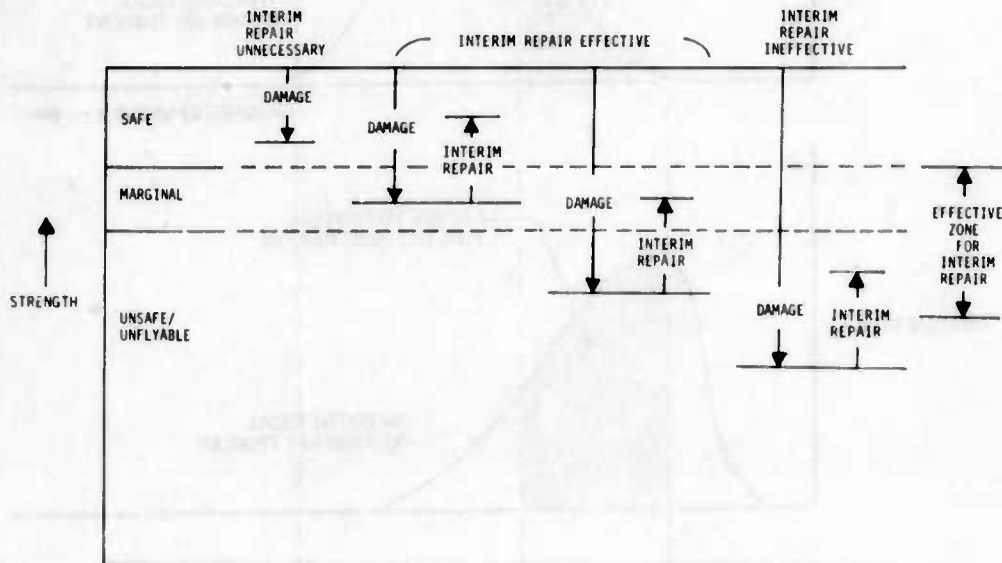 INTERIM
REPAIR
UNNECESSARY
INTERIM REPAIR EFFECTIVE
INTERIM
REPAIR
INEFFECTIVE
SAFE
DAMAGE
DAMAGE
INTERIM
REPAIR
MARGINAL
DAMAGE
INTERIM
REPAIR
EFFECTIVE
ZONE
FOR
INTERIM
REPAIR
STRENGTH
UNSAFE/
UNFLYABLE
DAMAGE
INTERIM
REPAIR